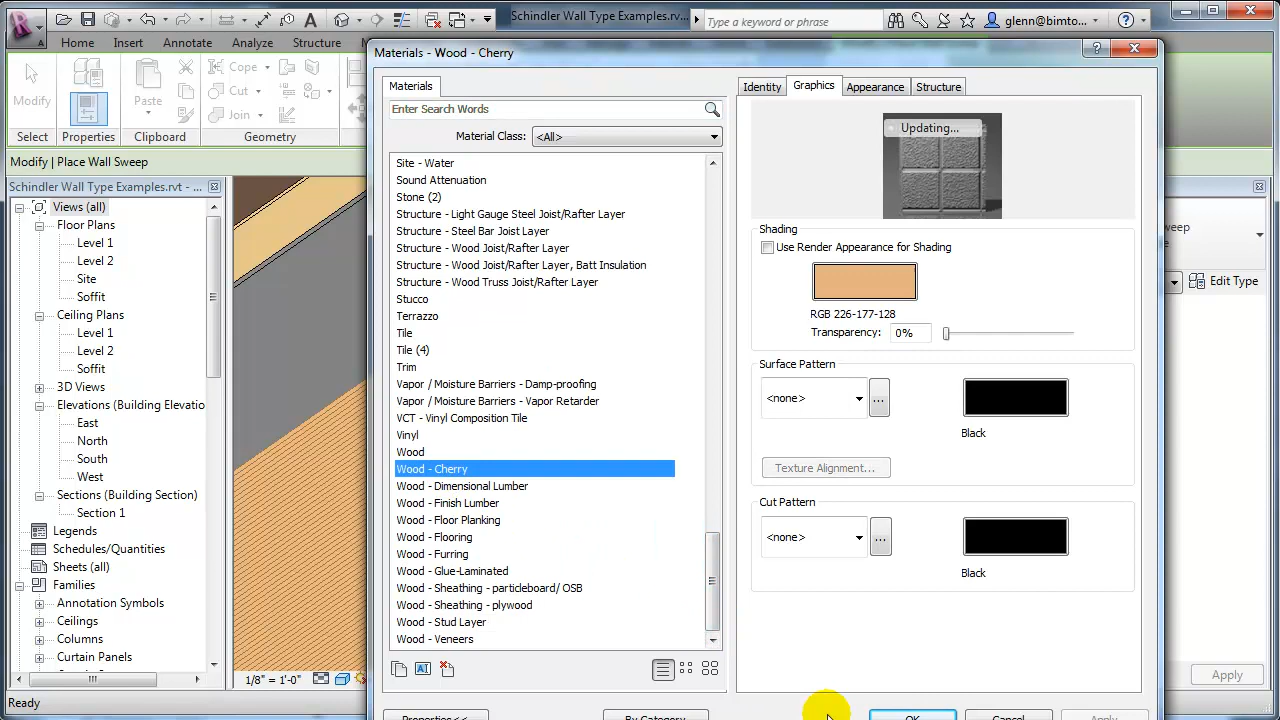 Schindler Wall Type Examples.rvt...
Type a keyword or phrase
glenn@bimto...
Home
Insert
Annotate
Analyze
Structure
Modify
Properties
Paste
Cope
Cut
Join
Select
Properties
Clipboard
Geometry
Modify | Place Wall Sweep
Schindler Wall Type Examples.rvt - ...
Views (all)
Floor Plans
Level 1
Level 2
Site
Soffit
Ceiling Plans
Level 1
Level 2
Soffit
3D Views
Elevations (Building Elevatio
East
North
South
West
Sections (Building Section)
Section 1
Legends
Schedules/Quantities
Sheets (all)
Families
Annotation Symbols
Ceilings
Columns
Curtain Panels
1/8" = 1'-0"
Ready
Materials - Wood - Cherry
Materials
Enter Search Words
Material Class:
<All>
Site - Water
Sound Attenuation
Stone (2)
Structure - Light Gauge Steel Joist/Rafter Layer
Structure - Steel Bar Joist Layer
Structure - Wood Joist/Rafter Layer
Structure - Wood Joist/Rafter Layer, Batt Insulation
Structure - Wood Truss Joist/Rafter Layer
Stucco
Terrazzo
Tile
Tile (4)
Trim
Vapor / Moisture Barriers - Damp-proofing
Vapor / Moisture Barriers - Vapor Retarder
VCT - Vinyl Composition Tile
Vinyl
Wood
Wood - Cherry
Wood - Dimensional Lumber
Wood - Finish Lumber
Wood - Floor Planking
Wood - Flooring
Wood - Furring
Wood - Glue-Laminated
Wood - Sheathing - particleboard/ OSB
Wood - Sheathing - plywood
Wood - Stud Layer
Wood - Veneers
Properties<<
By Category
OK
Cancel
Apply
Identity
Graphics
Appearance
Structure
Updating...
Shading
Use Render Appearance for Shading
RGB 226-177-128
Transparency:
0%
Surface Pattern
<none>
...
Black
Texture Alignment...
Cut Pattern
<none>
...
Black
Edit Type
Apply